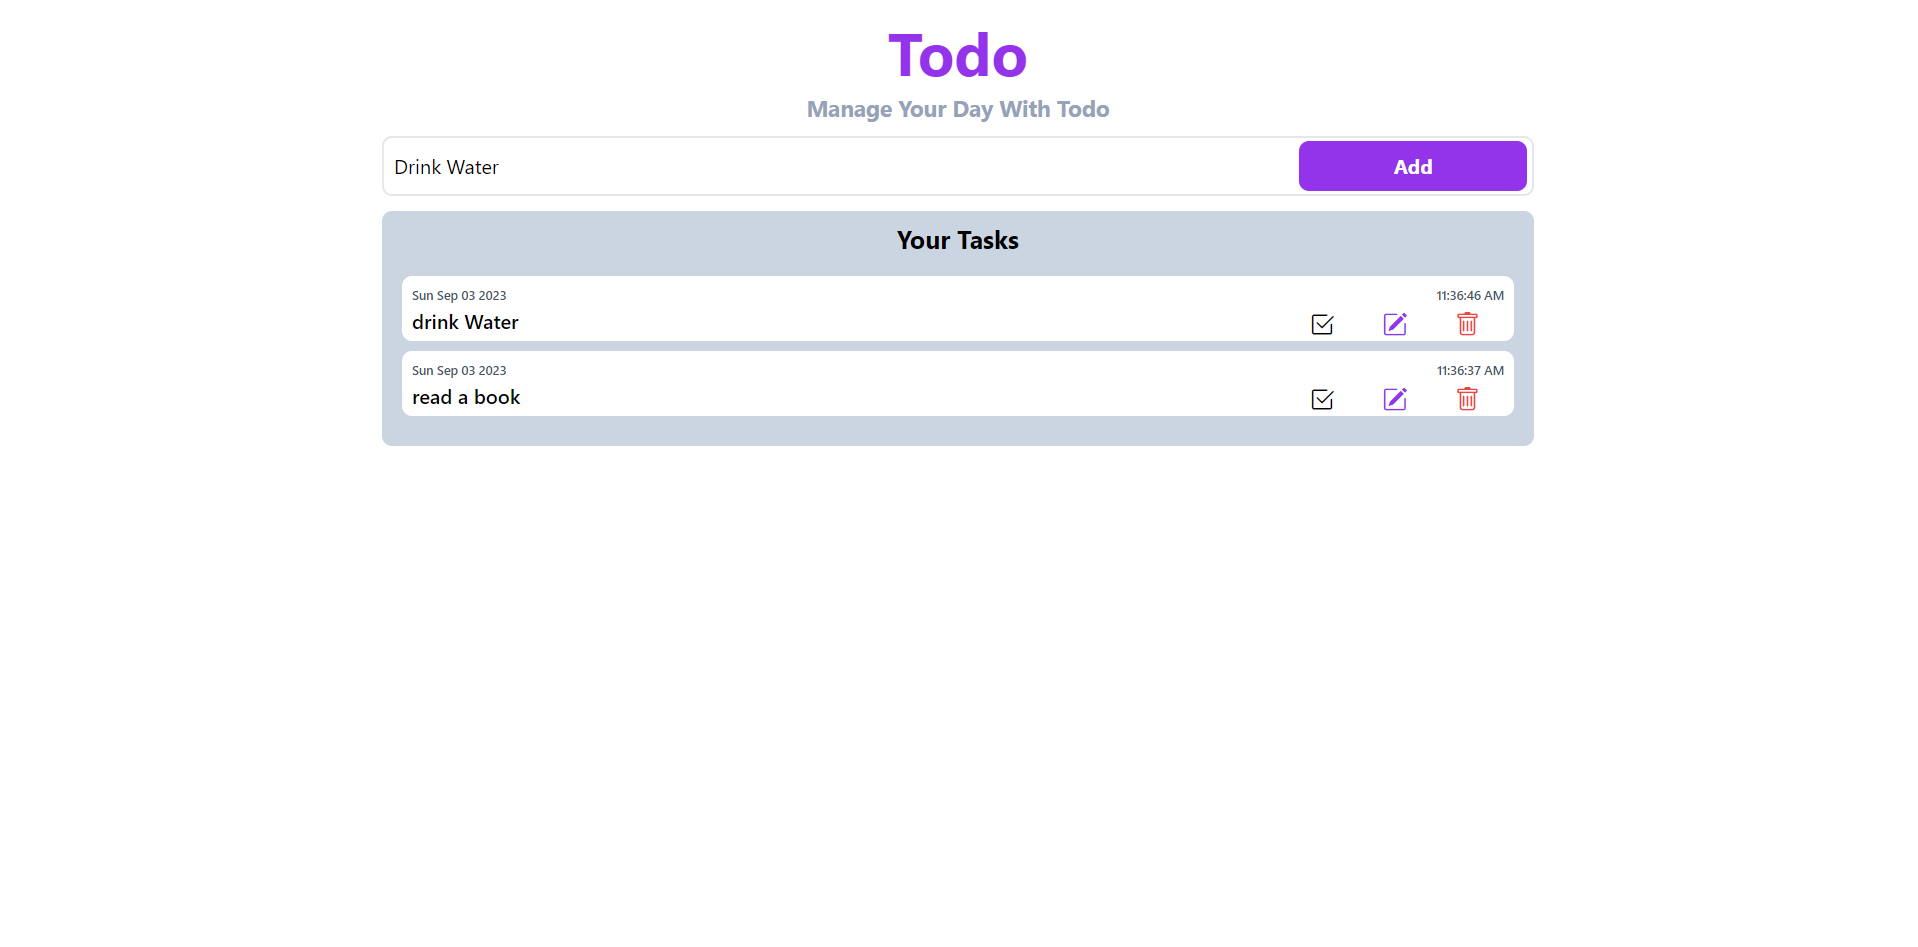 Todo
Manage Your Day With Todo
Drink Water
Add
Your Tasks
Sun Sep 03 2023 11:36:46 AM
drink Water
Sun Sep 03 2023 11:36:37 AM
read a book